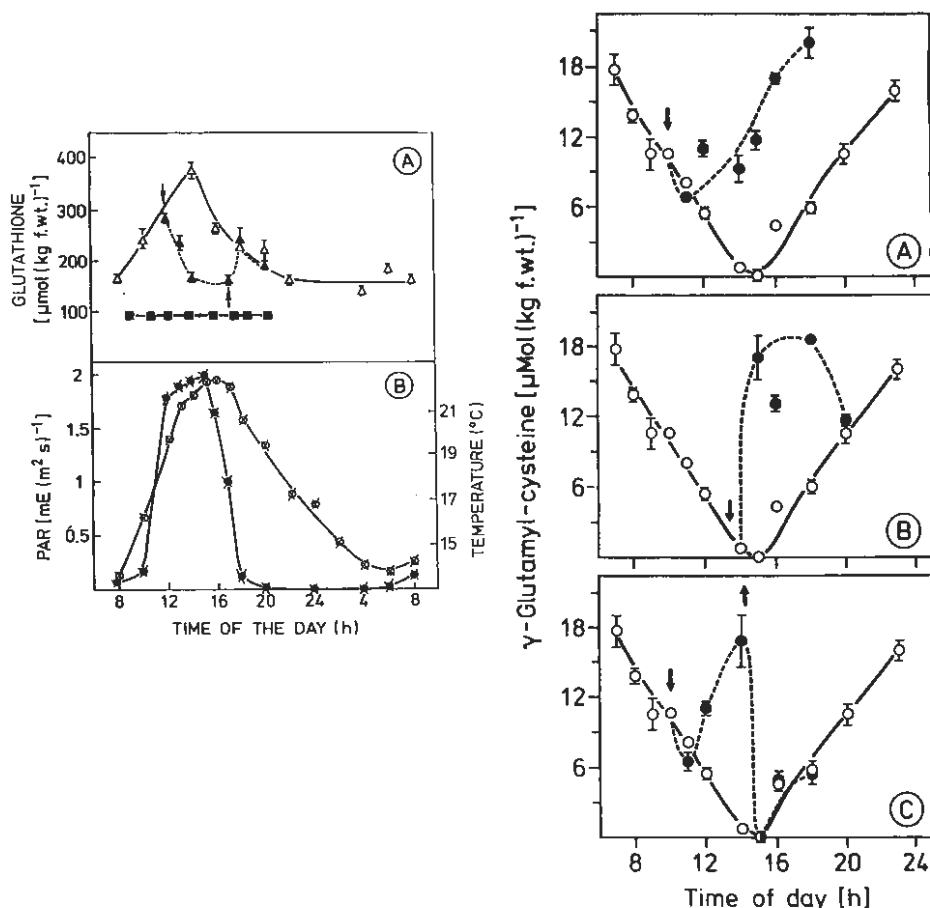 GLUTATHIONE
[µmol(kg f.wt.)⁻¹]
400
300
200
100
A
PAR [mE (m² s)⁻¹]
2
1.5
1
0.5
B
21
19
17
15
TEMPERATURE (°C)
8 12 16 20 24 4 8
TIME OF THE DAY (h)
γ-Glutamyl-cysteine [µMol(kg f.wt.)⁻¹]
18
12
6
A
18
12
6
B
18
12
6
C
8 12 16 20 24
Time of day [h]